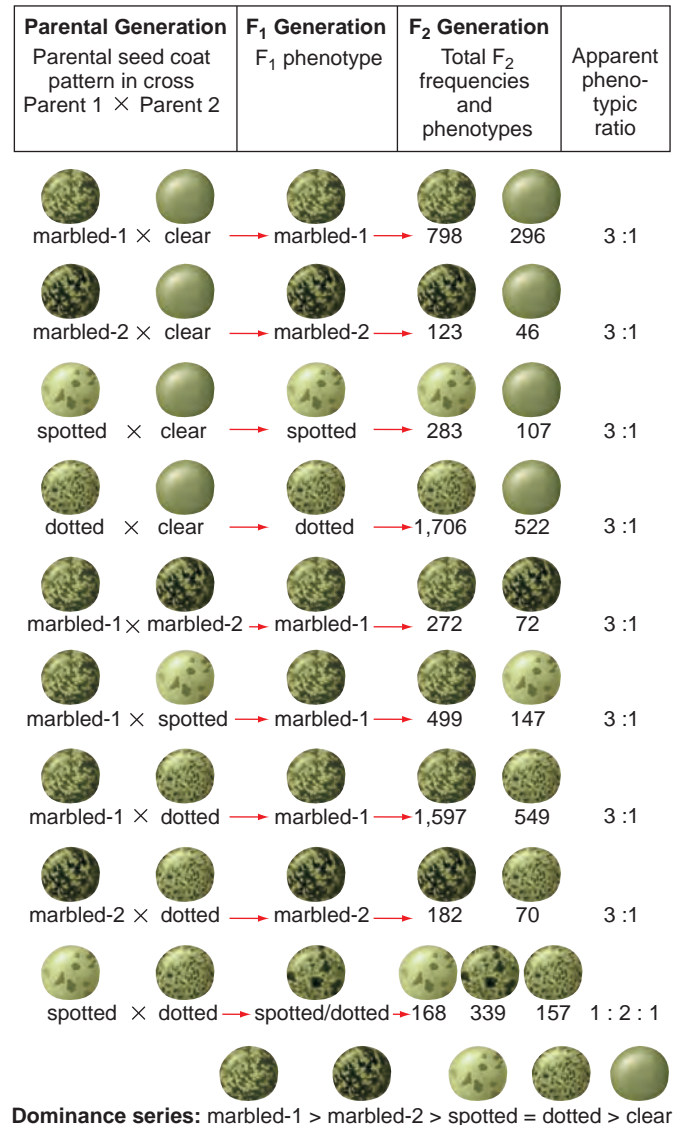 Parental Generation
Parental seed coat
pattern in cross
Parent 1 × Parent 2
F₁ Generation
F₁ phenotype
F₂ Generation
Total F₂
frequencies
and
phenotypes
Apparent
pheno-
typic
ratio
marbled-1 × clear → marbled-1 → 798 296 3 :1
marbled-2 × clear → marbled-2 → 123 46 3 :1
spotted × clear → spotted → 283 107 3 :1
dotted × clear → dotted → 1,706 522 3 :1
marbled-1 × marbled-2 → marbled-1 → 272 72 3 :1
marbled-1 × spotted → marbled-1 → 499 147 3 :1
marbled-1 × dotted → marbled-1 → 1,597 549 3 :1
marbled-2 × dotted → marbled-2 → 182 70 3 :1
spotted × dotted → spotted/dotted → 168 339 157 1 : 2 : 1
Dominance series: marbled-1 > marbled-2 > spotted = dotted > clear